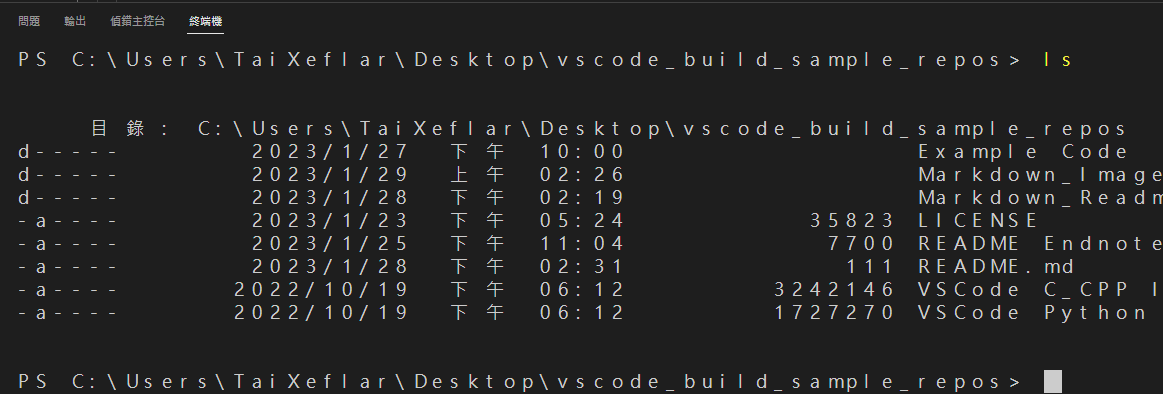 問題 輸出 偵錯主控台 終端機
PS C:\Users\TaiXeflar\Desktop\vscode_build_sample_repos> ls
目錄: C:\Users\TaiXeflar\Desktop\vscode_build_sample_repos
d----- 2023/1/27 下午 10:00 Example Code
d----- 2023/1/29 上午 02:26 Markdown_Image
d----- 2023/1/28 下午 02:19 Markdown_Readm
-a---- 2023/1/23 下午 05:24 35823 LICENSE
-a---- 2023/1/25 下午 11:04 7700 README Endnote
-a---- 2023/1/28 下午 02:31 111 README.md
-a---- 2022/10/19 下午 06:12 3242146 VSCode C_CPP I
-a---- 2022/10/19 下午 06:12 1727270 VSCode Python
PS C:\Users\TaiXeflar\Desktop\vscode_build_sample_repos>